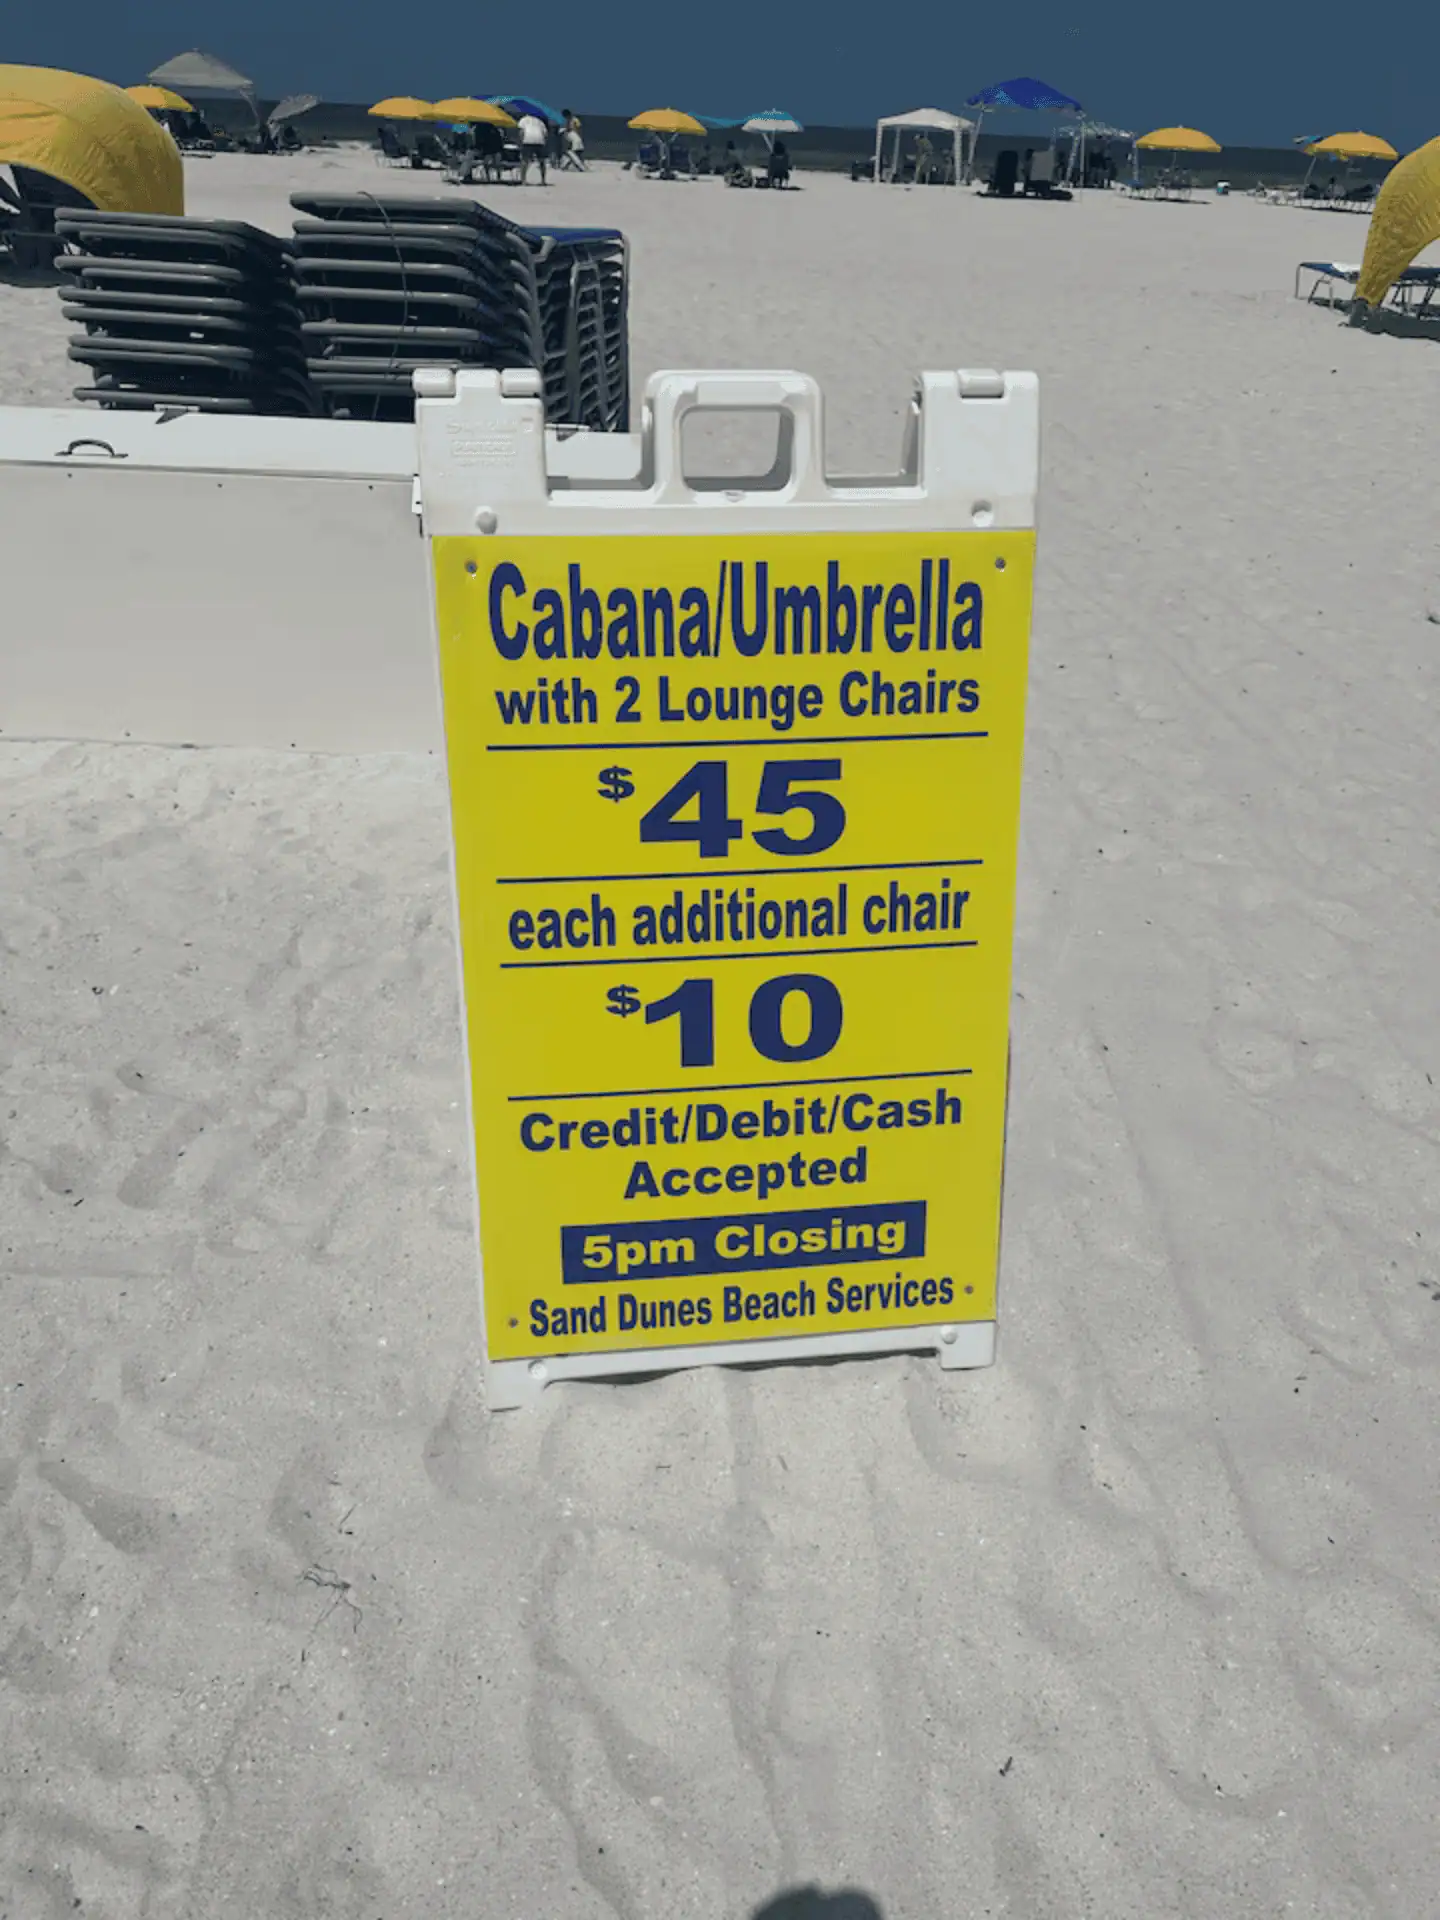 Cabana/Umbrella
with 2 Lounge Chairs
$45
each additional chair
$10
Credit/Debit/Cash
Accepted
5pm Closing
Sand Dunes Beach Services